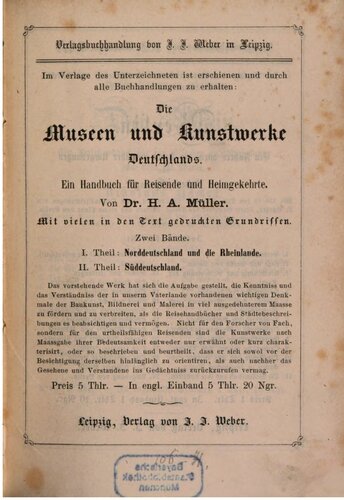 Verlagsbuchhandlung von J. J. Weber in Leipzig.
Im Verlage des Unterzeichneten ist erschienen und durch
alle Buchhandlungen zu erhalten:
Die
Museen und Kunstwerke
Deutschlands.
Ein Handbuch für Reisende und Heimgekehrte.
Von Dr. H. A. Müller.
Mit vielen in den Text gedruckten Grundrissen.
Zwei Bände.
I. Theil: Norddeutschland und die Rheinlande.
II. Theil: Süddeutschland.
Das vorstehende Werk hat sich die Aufgabe gestellt, die Kenntniss und
das Verständniss der in unserm Vaterlande vorhandenen wichtigen Denk-
male der Baukunst, Bildnerei und Malerei in viel ausgedehnterem Maasse
zu fördern und zu verbreiten, als die Reisehandbücher und Städtebeschrei-
bungen es beabsichtigen und vermögen. Nicht für den Forscher von Fach,
sondern für den urtheilsfähigen Reisenden sind die Kunstwerke nach
Maassgabe ihrer Bedeutsamkeit entweder nur erwähnt oder kurz charak-
terisirt, oder so beschrieben und beurtheilt, dass er sich sowol vor der
Besichtigung derselben hinlänglich zu orientiren, als auch nachher das
Gesehene und Verstandene ins Gedächtniss zurückzurufen vermag.
Preis 5 Thlr. — In engl. Einband 5 Thlr. 20 Ngr.
Leipzig, Verlag von J. J. Weber.
Bayerische
Staatsbibliothek
München